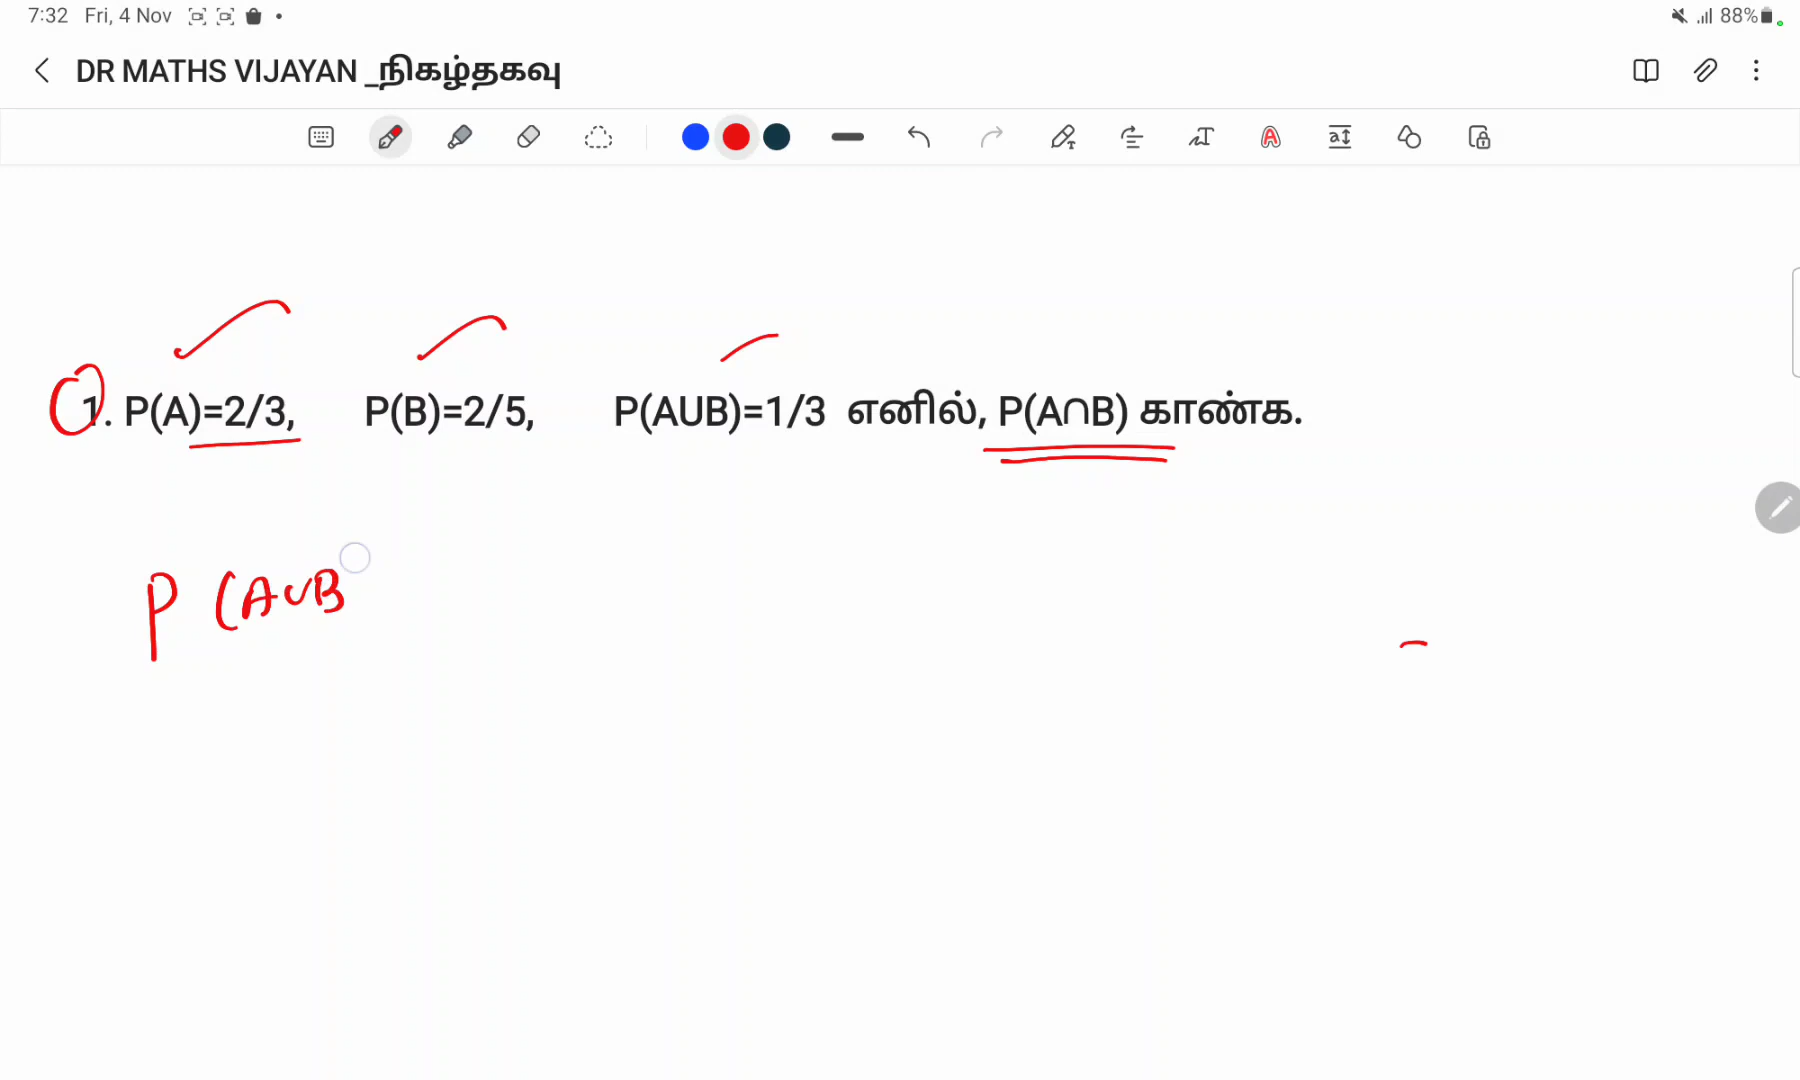 7:32 Fri, 4 Nov 88%
DR MATHS VIJAYAN _நிகழ்தகவு
1. P(A)=2/3, P(B)=2/5, P(AUB)=1/3 எனில், P(A∩B) காண்க.
P (A∪B